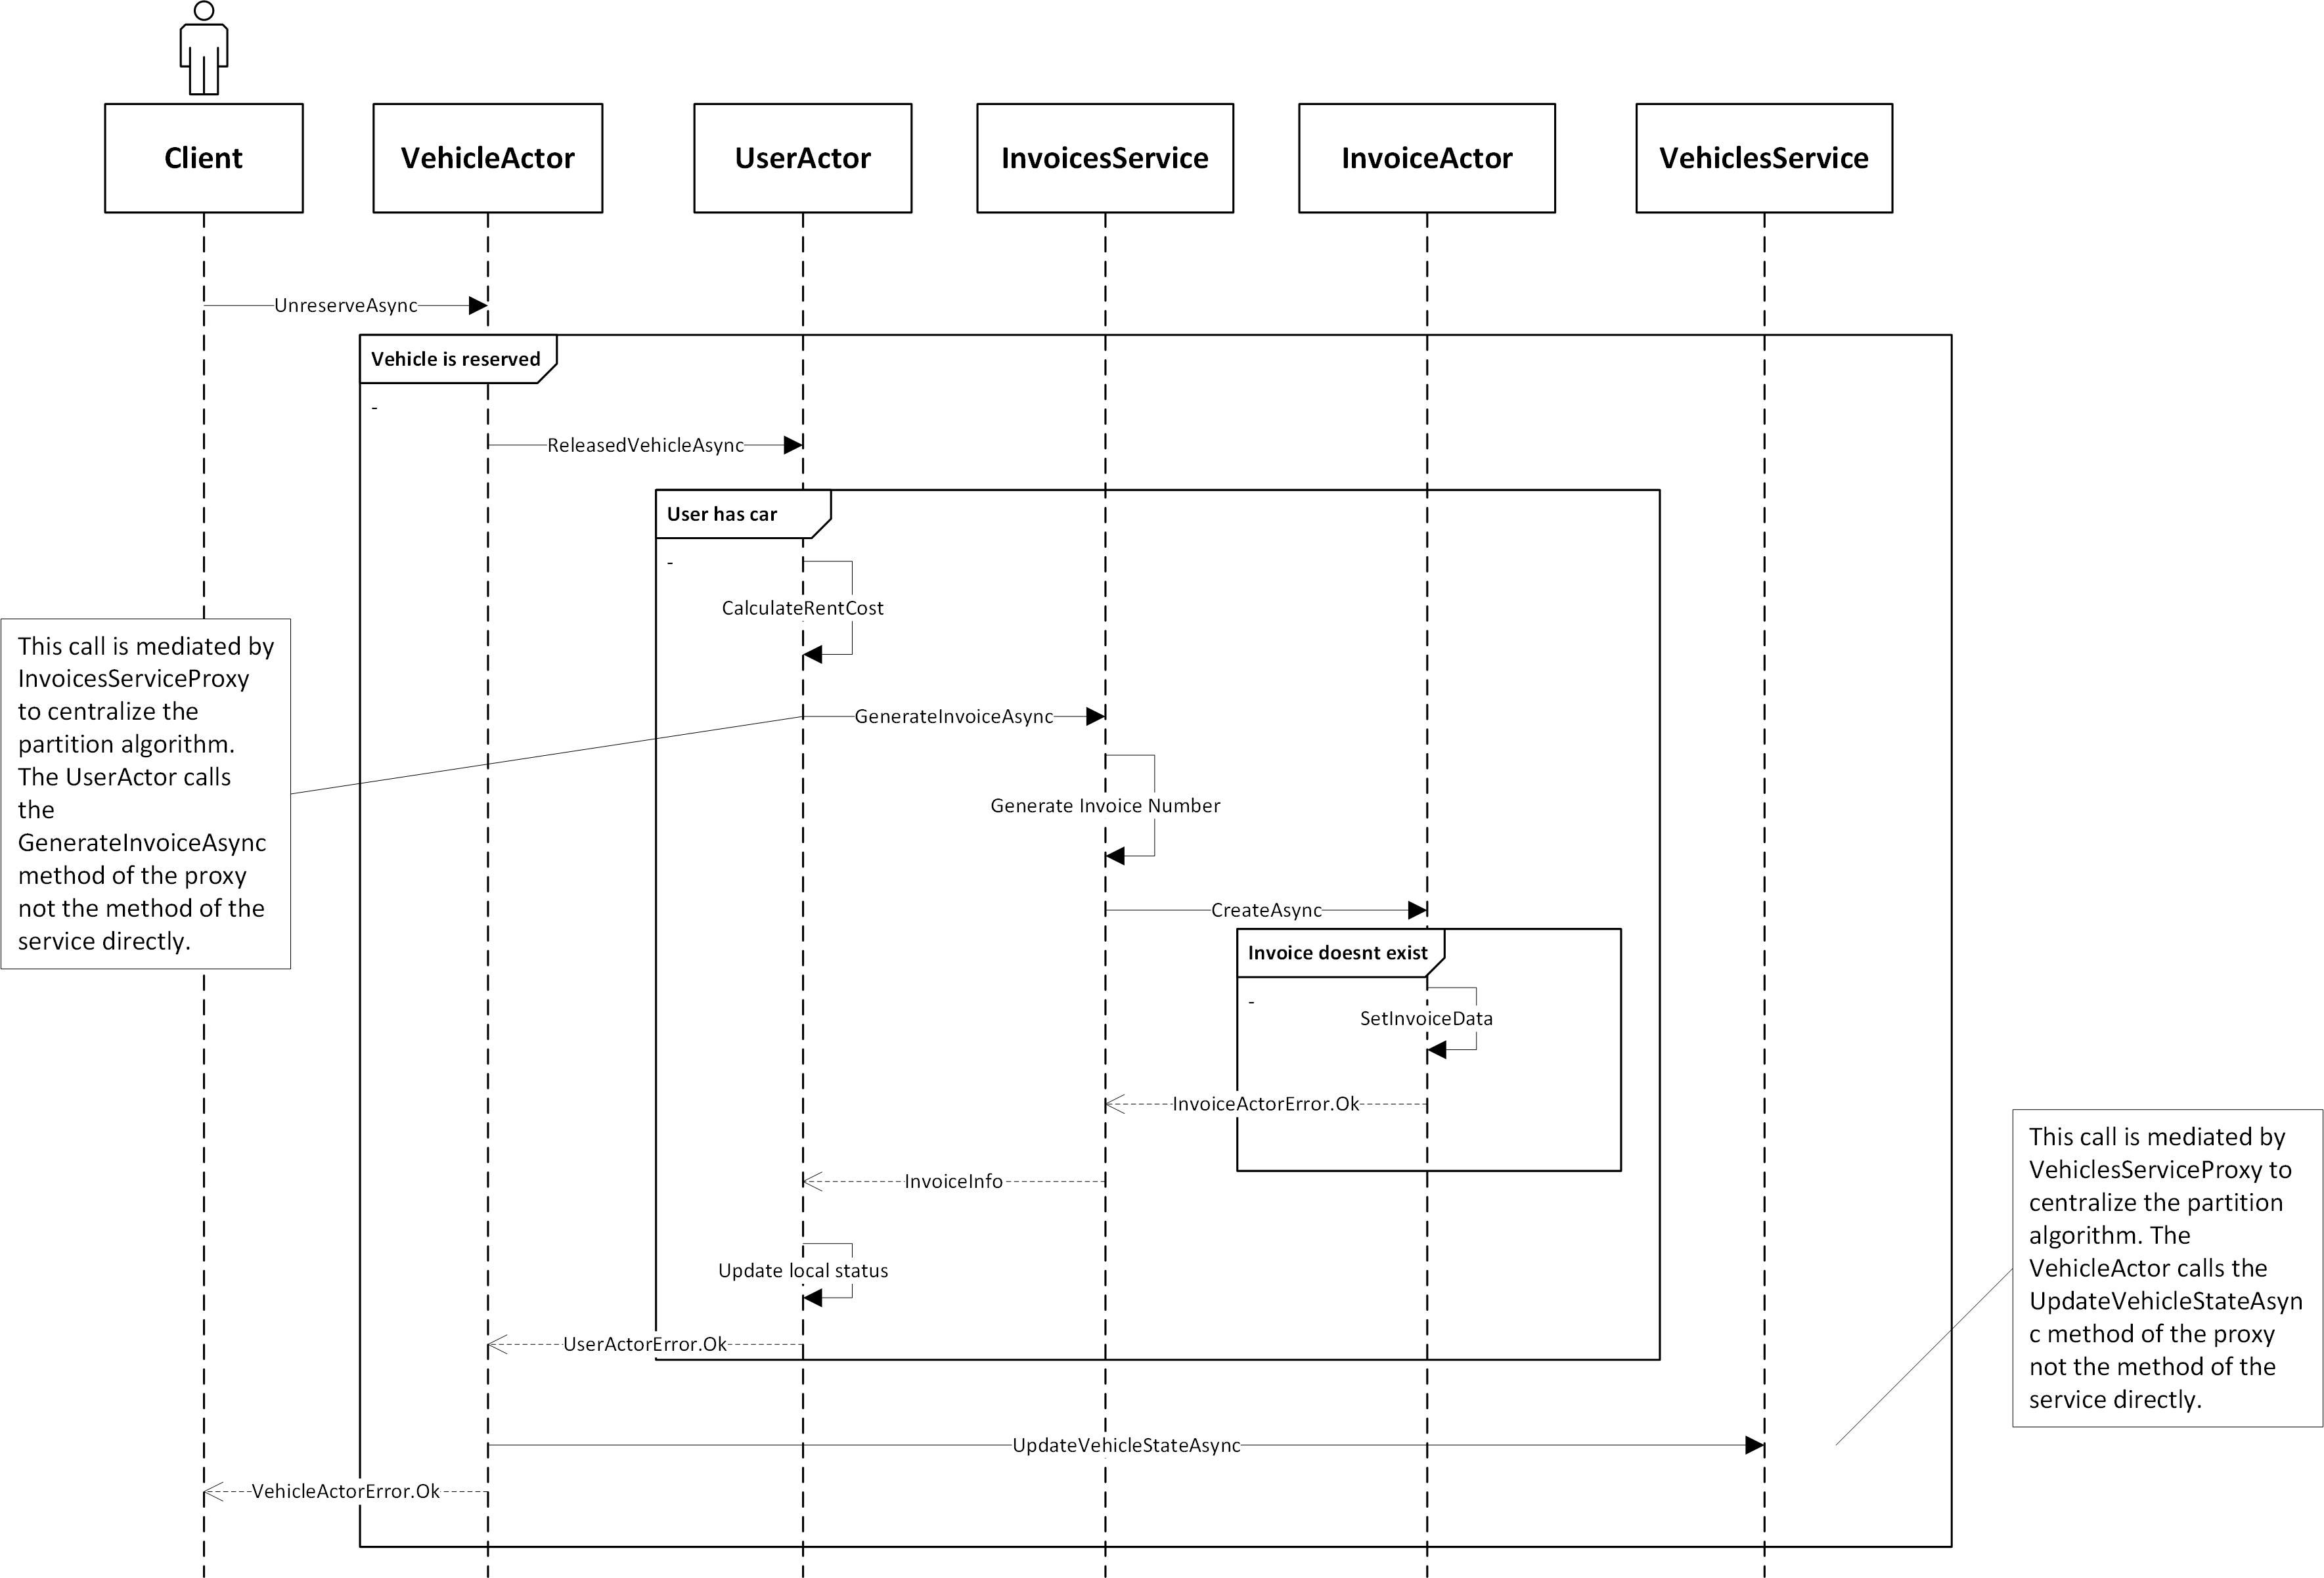 Client
VehicleActor
UserActor
InvoicesService
InvoiceActor
VehiclesService
UnreserveAsync
Vehicle is reserved
-
ReleasedVehicleAsync
User has car
-
CalculateRentCost
This call is mediated by
InvoicesServiceProxy
to centralize the
partition algorithm.
The UserActor calls
the
GenerateInvoiceAsync
method of the proxy
not the method of the
service directly.
GenerateInvoiceAsync
Generate Invoice Number
CreateAsync
Invoice doesnt exist
-
SetInvoiceData
InvoiceActorError.Ok
InvoiceInfo
Update local status
UserActorError.Ok
This call is mediated by
VehiclesServiceProxy to
centralize the partition
algorithm. The
VehicleActor calls the
UpdateVehicleStateAsyn
c method of the proxy
not the method of the
service directly.
UpdateVehicleStateAsync
VehicleActorError.Ok